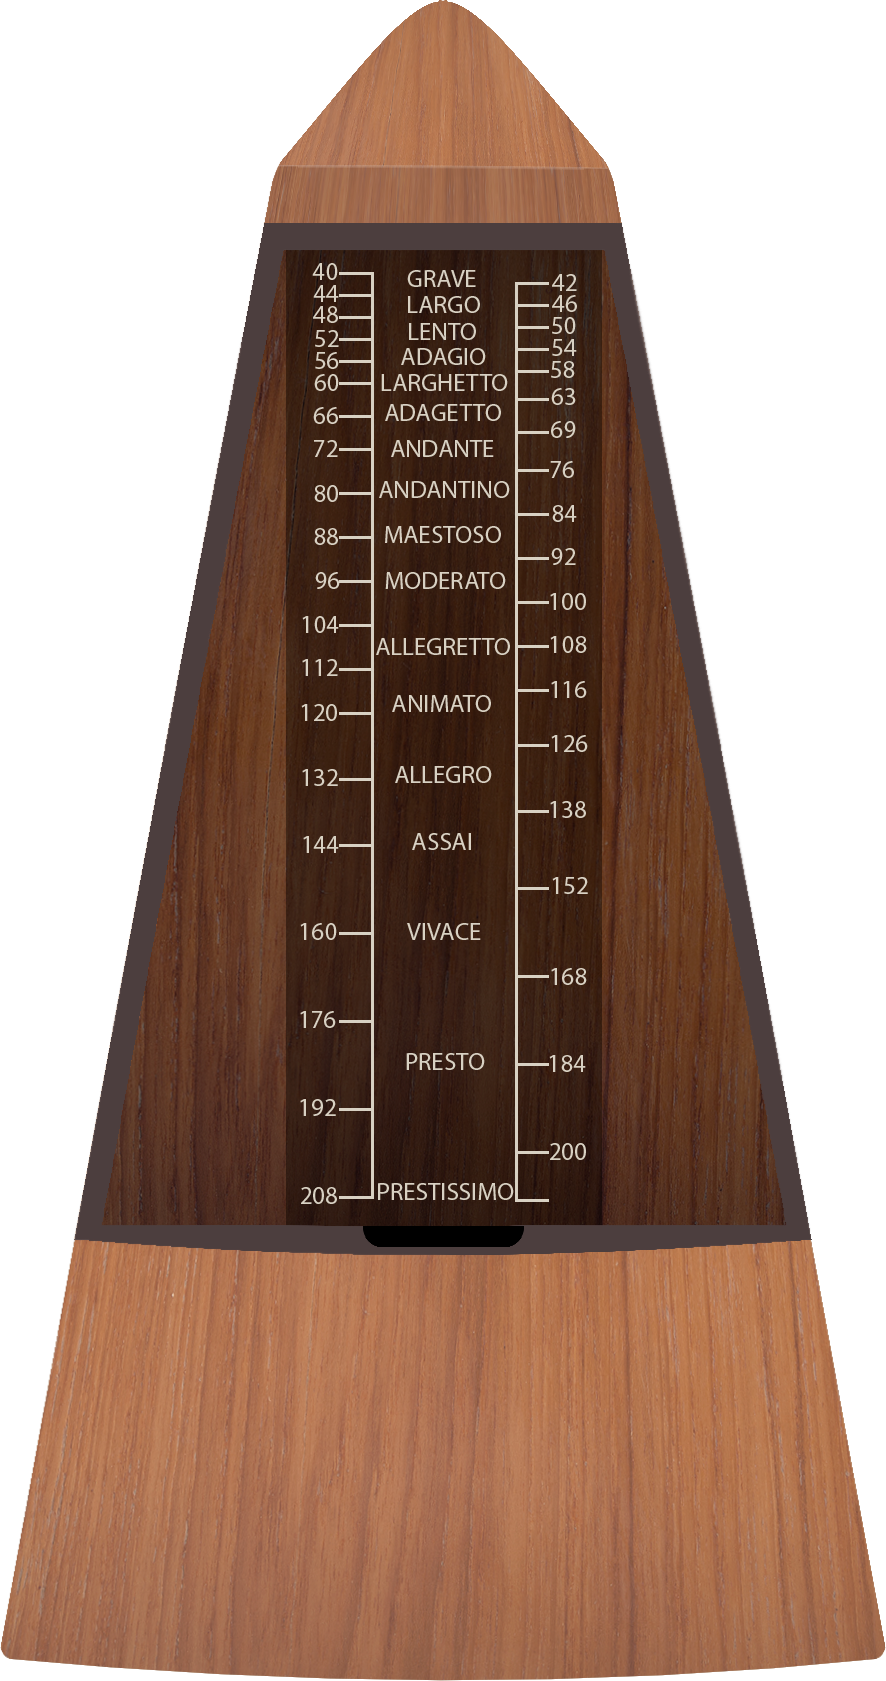 40 GRAVE 42
44 LARGO 46
48 LENTO 50
52 ADAGIO 54
56 LARGHETTO 58
60 ADAGETTO 63
66 ANDANTE 69
72 ANDANTINO 76
80 MAESTOSO 84
88 MODERATO 92
96 ALLEGRETTO 100
104 ANIMATO 108
112 ALLEGRO 116
120 ASSAI 126
132 VIVACE 138
144 PRESTO 152
160 PRESTISSIMO 168
176 184
192 200
208